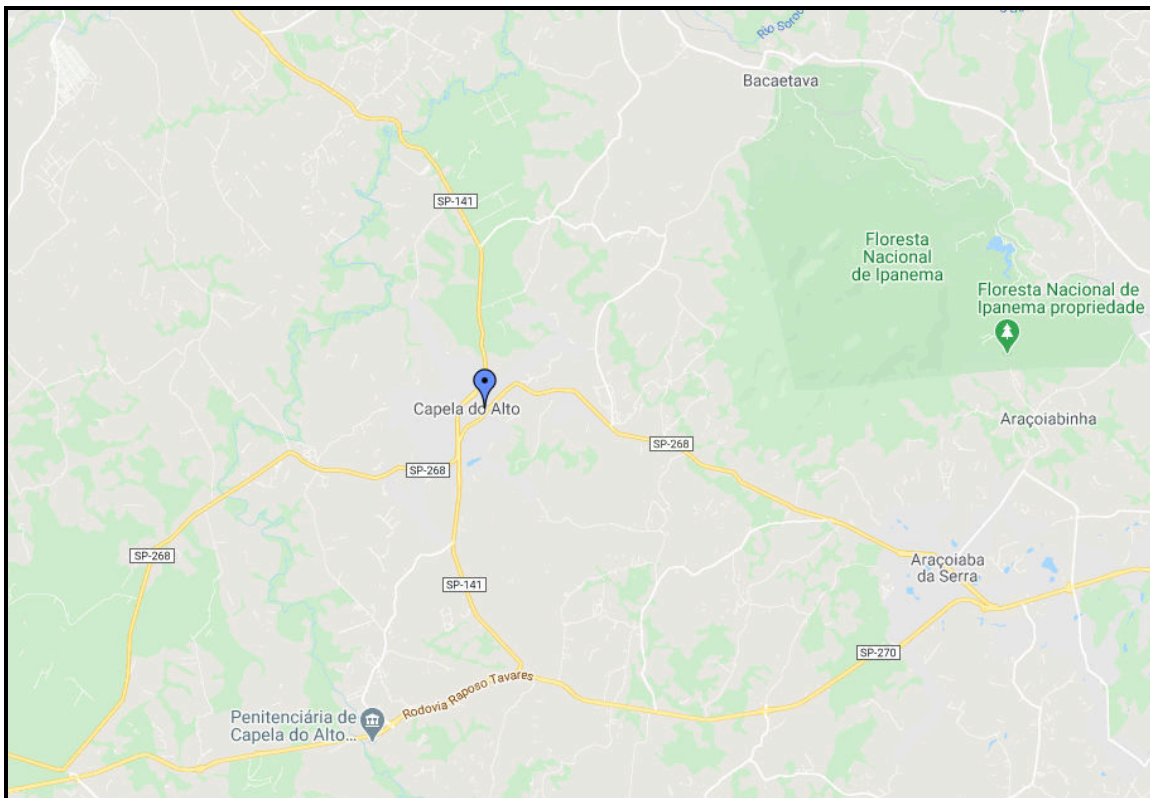 Rio Soroc
Bacaetava
SP-141
Floresta
Nacional
de Ipanema
Floresta Nacional de
Ipanema propriedade
Capela do Alto
Araçoiabinha
SP-268
SP-268
SP-268
Araçoiaba
da Serra
SP-141
SP-270
Rodovia Raposo Tavares
Penitenciária de
Capela do Alto...